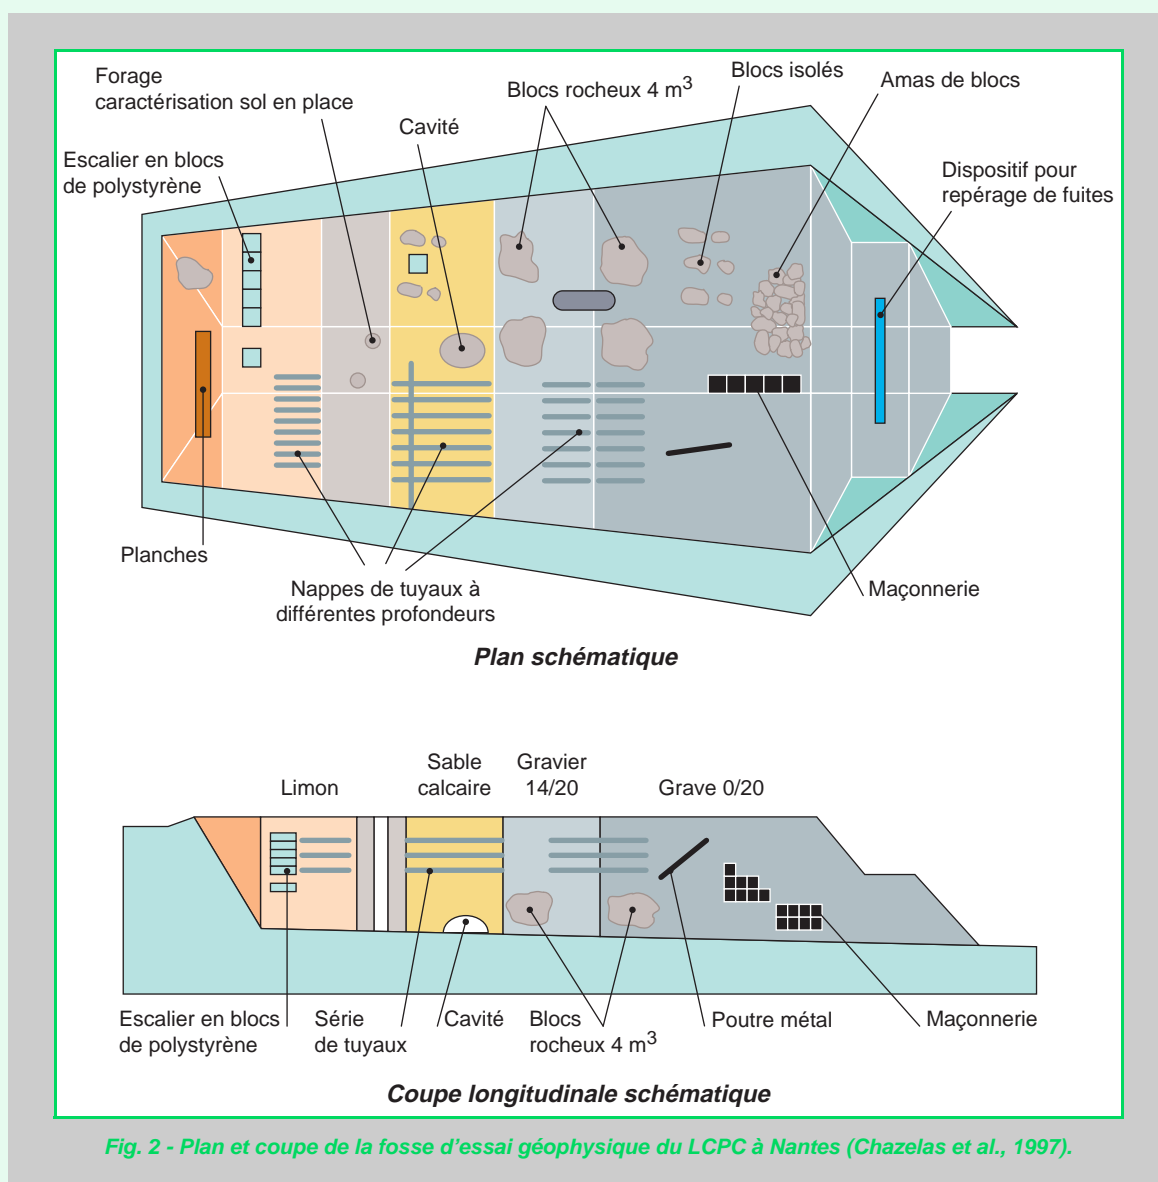 Forage
caractérisation sol en place
Blocs rocheux 4 m³
Blocs isolés
Amas de blocs
Cavité
Escalier en blocs
de polystyrène
Dispositif pour
repérage de fuites
Planches
Nappes de tuyaux à
différentes profondeurs
Maçonnerie
Plan schématique
Limon
Sable
calcaire
Gravier
14/20
Grave 0/20
Escalier en blocs
de polystyrène
Série
de tuyaux
Cavité
Blocs
rocheux 4 m³
Poutre métal
Maçonnerie
Coupe longitudinale schématique
Fig. 2 - Plan et coupe de la fosse d'essai géophysique du LCPC à Nantes (Chazelas et al., 1997).